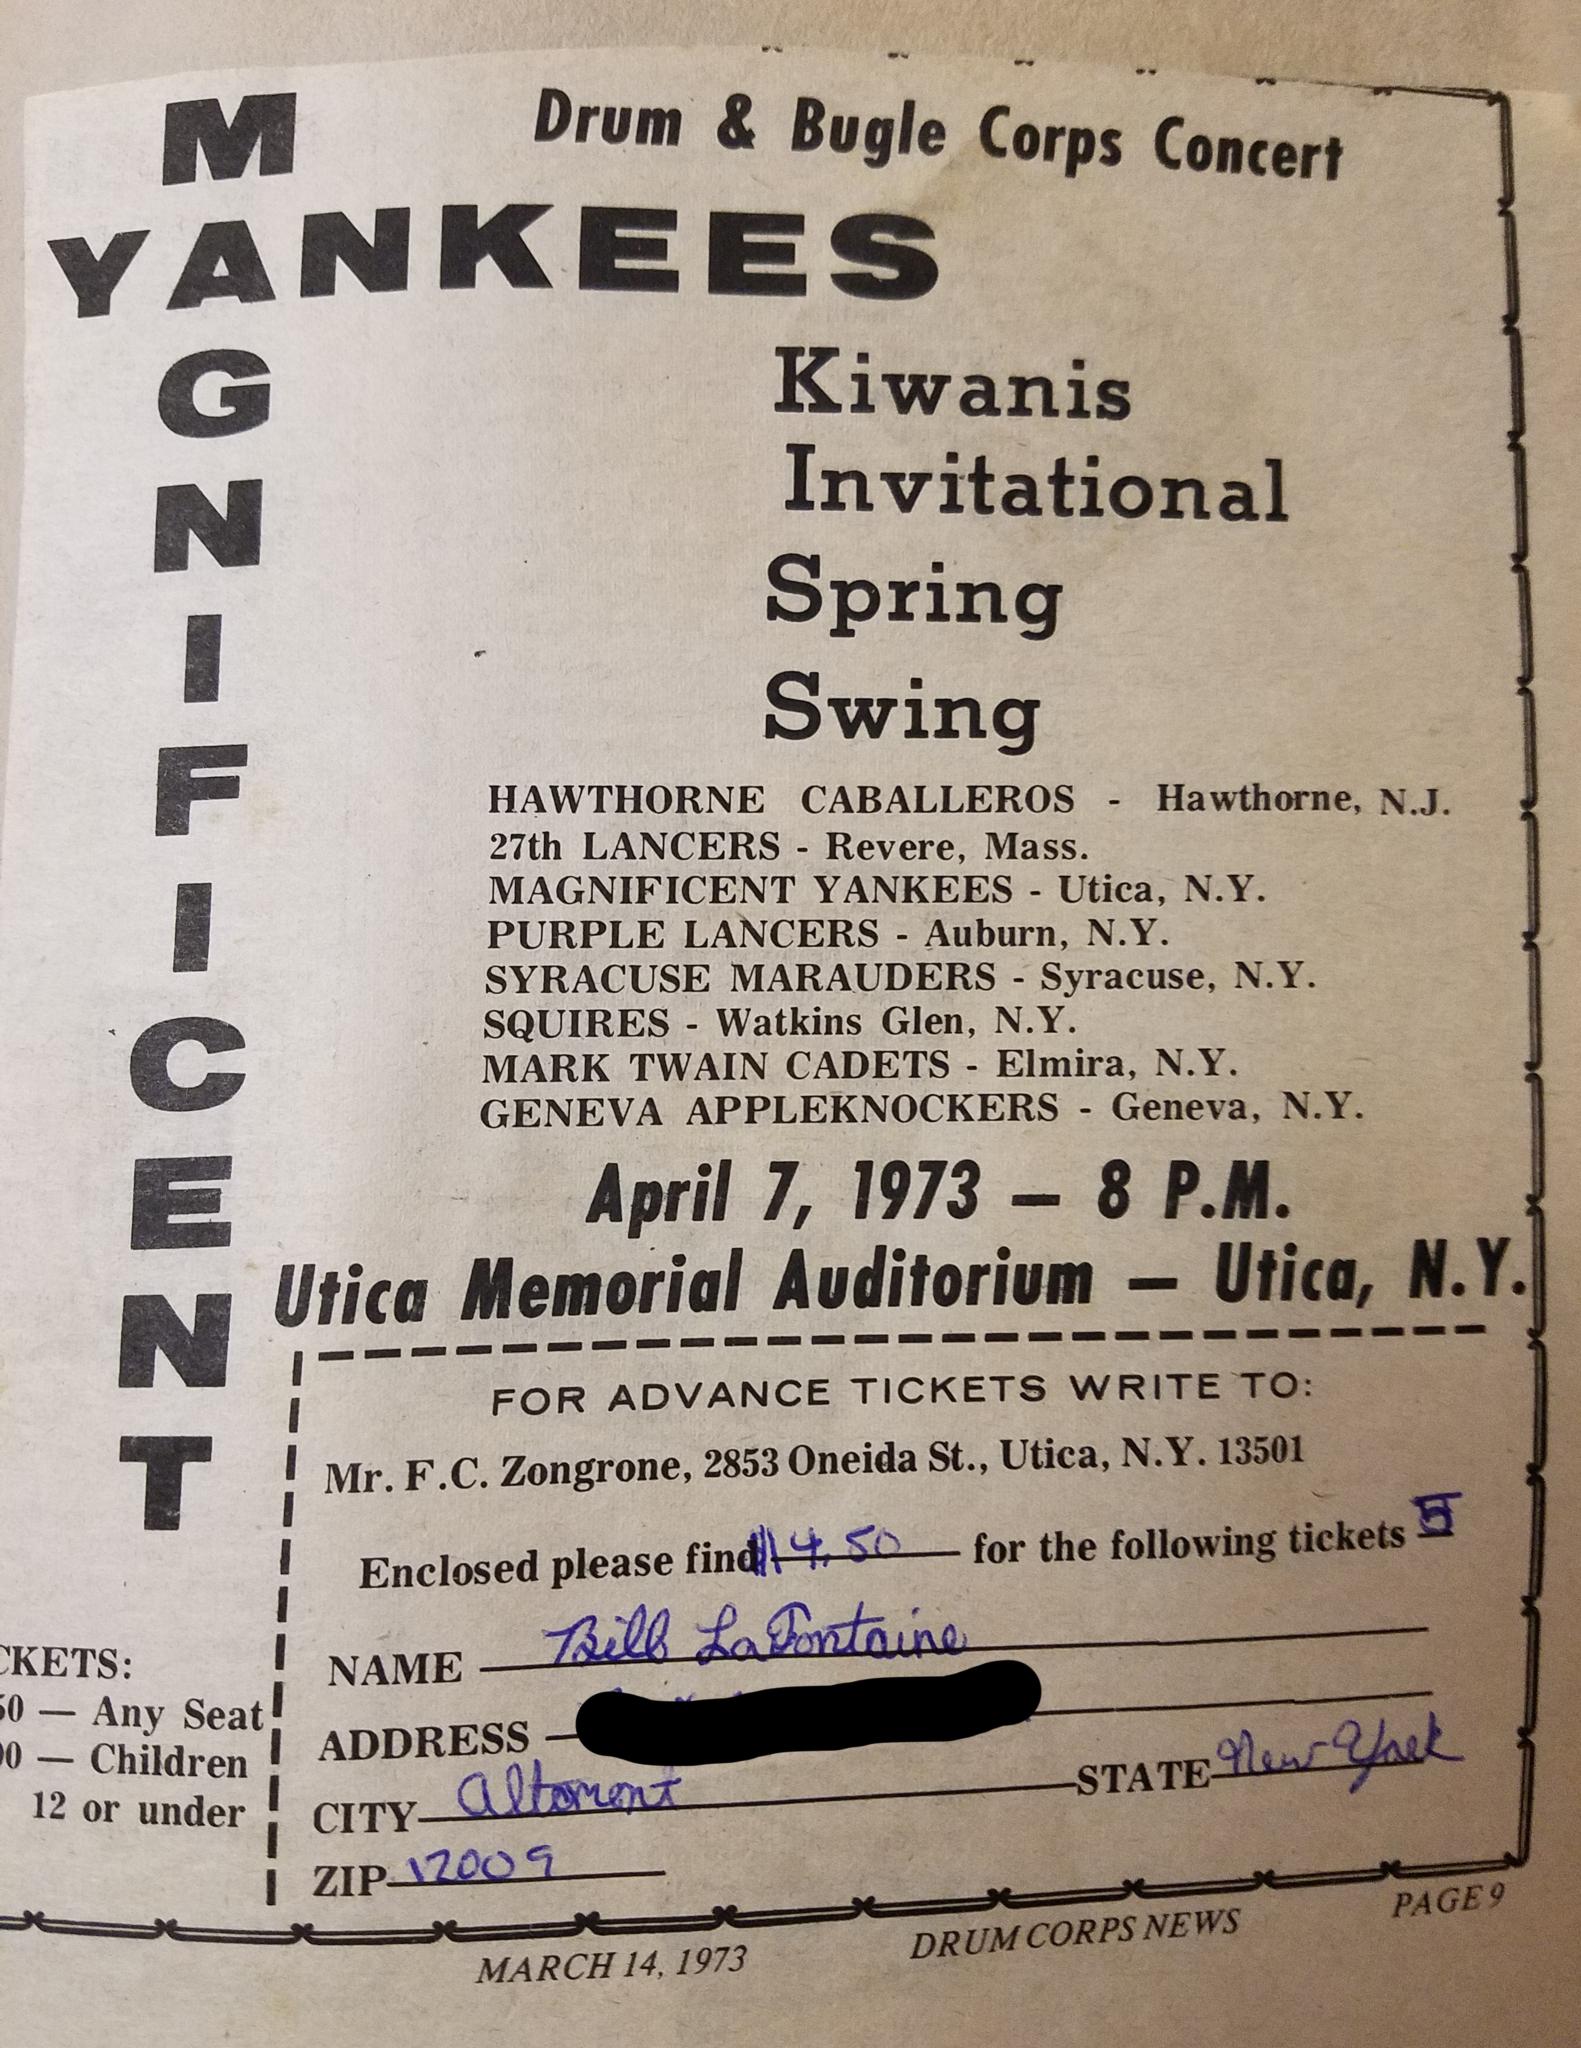 Drum & Bugle Corps Concert
MAGNIFICENT
YANKEES
Kiwanis
Invitational
Spring
Swing
HAWTHORNE CABALLEROS - Hawthorne, N.J.
27th LANCERS - Revere, Mass.
MAGNIFICENT YANKEES - Utica, N.Y.
PURPLE LANCERS - Auburn, N.Y.
SYRACUSE MARAUDERS - Syracuse, N.Y.
SQUIRES - Watkins Glen, N.Y.
MARK TWAIN CADETS - Elmira, N.Y.
GENEVA APPLEKNOCKERS - Geneva, N.Y.
April 7, 1973 — 8 P.M.
Utica Memorial Auditorium — Utica, N.Y.
FOR ADVANCE TICKETS WRITE TO:
Mr. F.C. Zongrone, 2853 Oneida St., Utica, N.Y. 13501
Enclosed please find $14.50 for the following tickets 5
NAME Bill LaFontaine
ADDRESS
CITY Altomont STATE New York
ZIP 12009
CKETS:
50 — Any Seat
00 — Children
12 or under
MARCH 14, 1973 DRUM CORPS NEWS PAGE 9